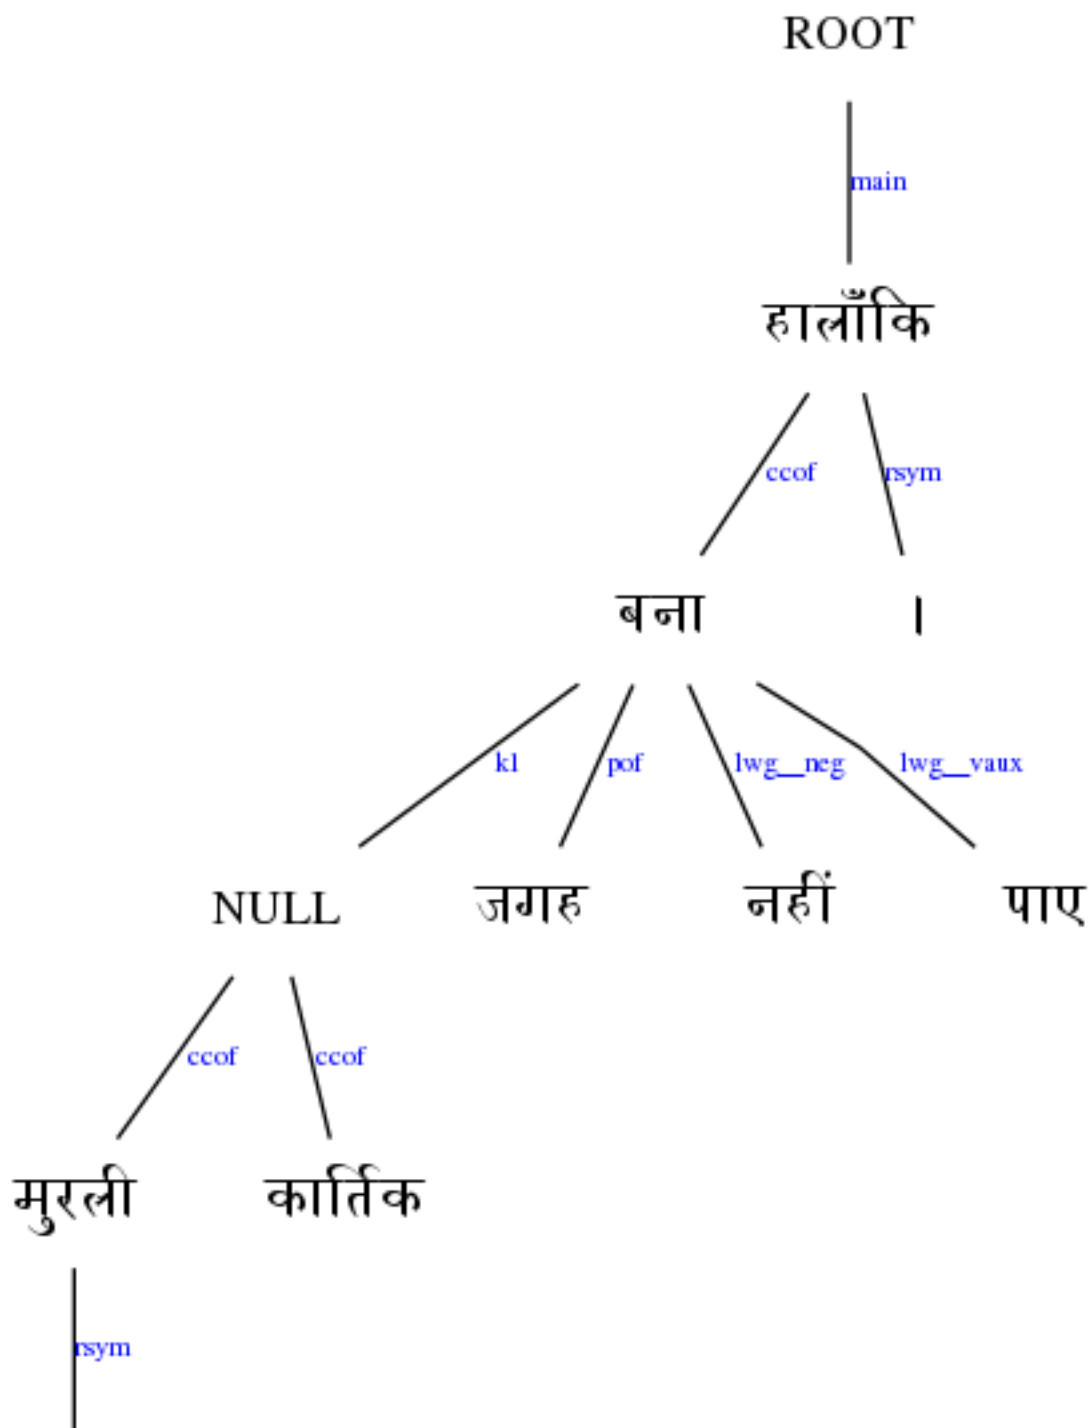 ROOT
main
हालाँकि
ccof rsym
बना ।
k1 pof lwg__neg lwg__vaux
NULL जगह नहीं पाए
ccof ccof
मुरली कार्तिक
rsym